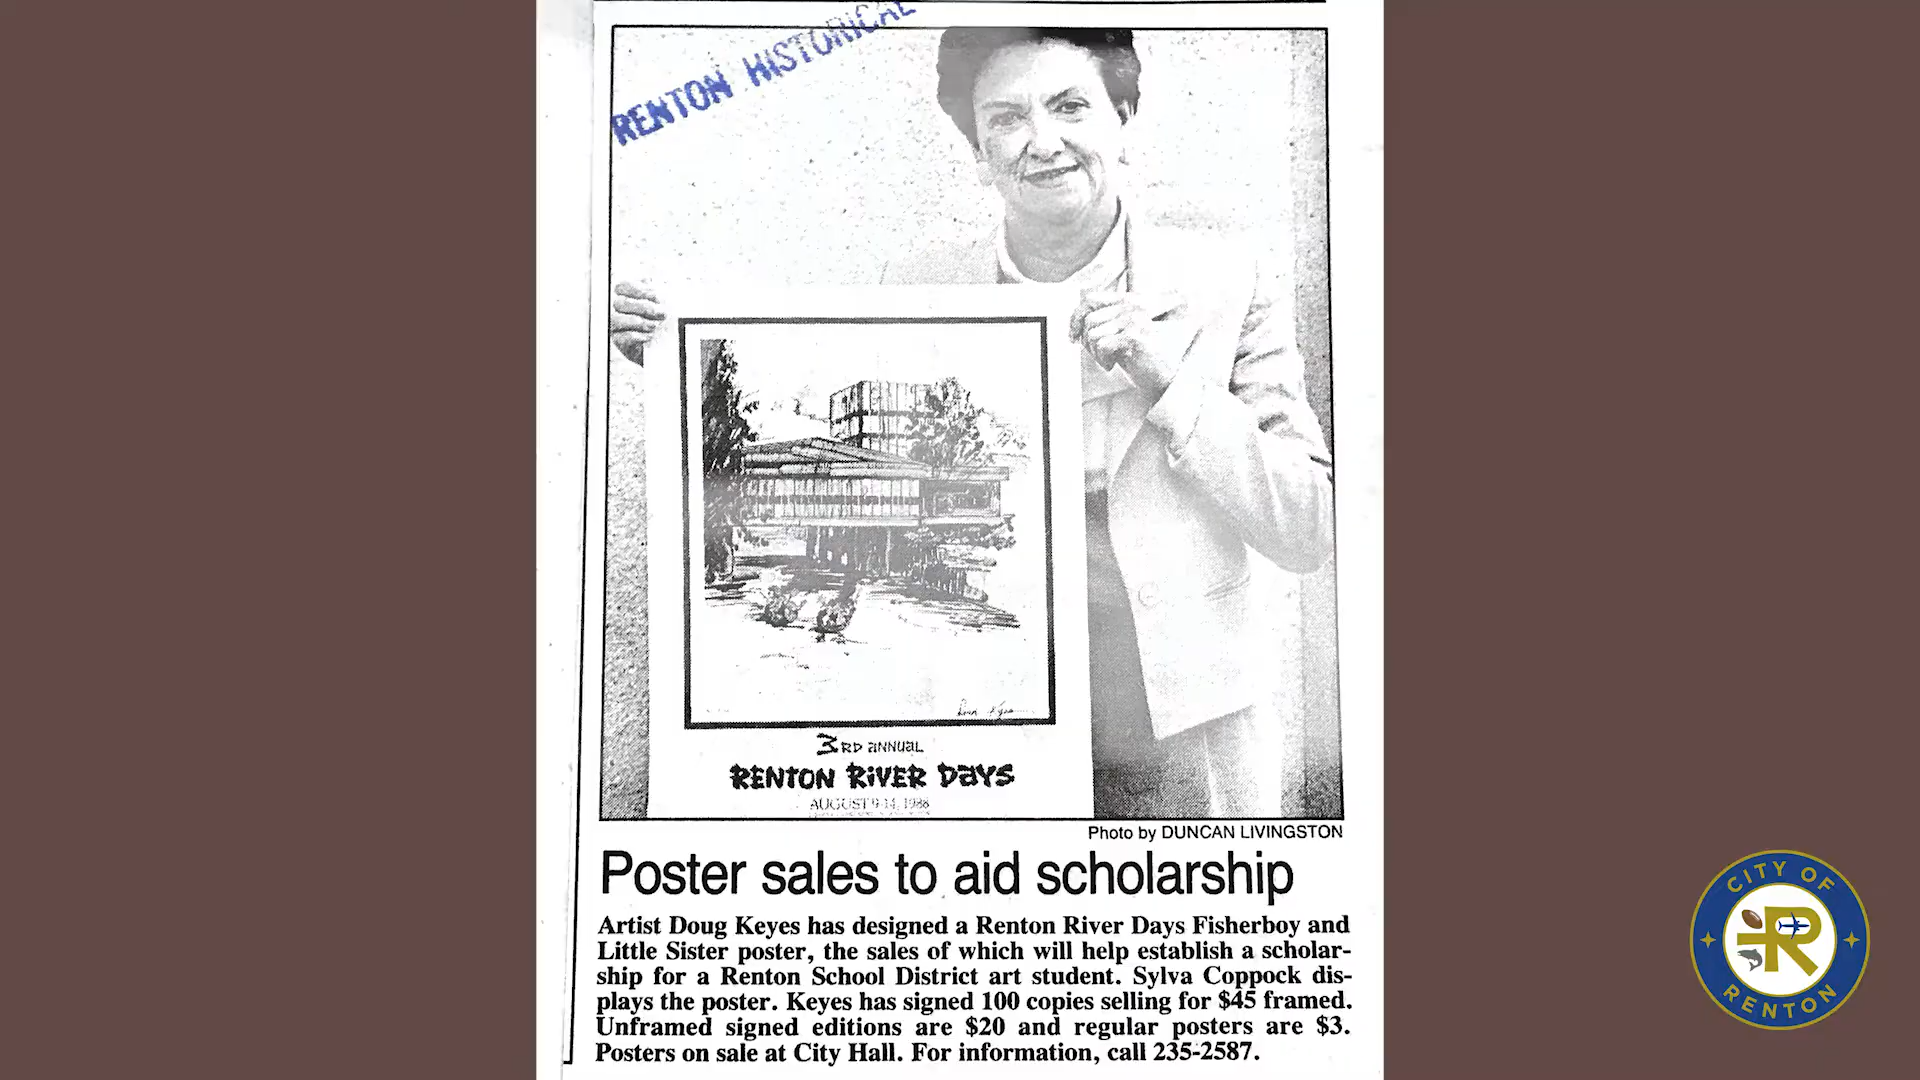 RENTON HISTORICAL
3RD ANNUAL
RENTON RIVER DAYS
AUGUST 9-14, 1988
Photo by DUNCAN LIVINGSTON
Poster sales to aid scholarship
Artist Doug Keyes has designed a Renton River Days Fisherboy and
Little Sister poster, the sales of which will help establish a scholar-
ship for a Renton School District art student. Sylva Coppock dis-
plays the poster. Keyes has signed 100 copies selling for $45 framed.
Unframed signed editions are $20 and regular posters are $3.
Posters on sale at City Hall. For information, call 235-2587.
CITY OF
R
RENTON